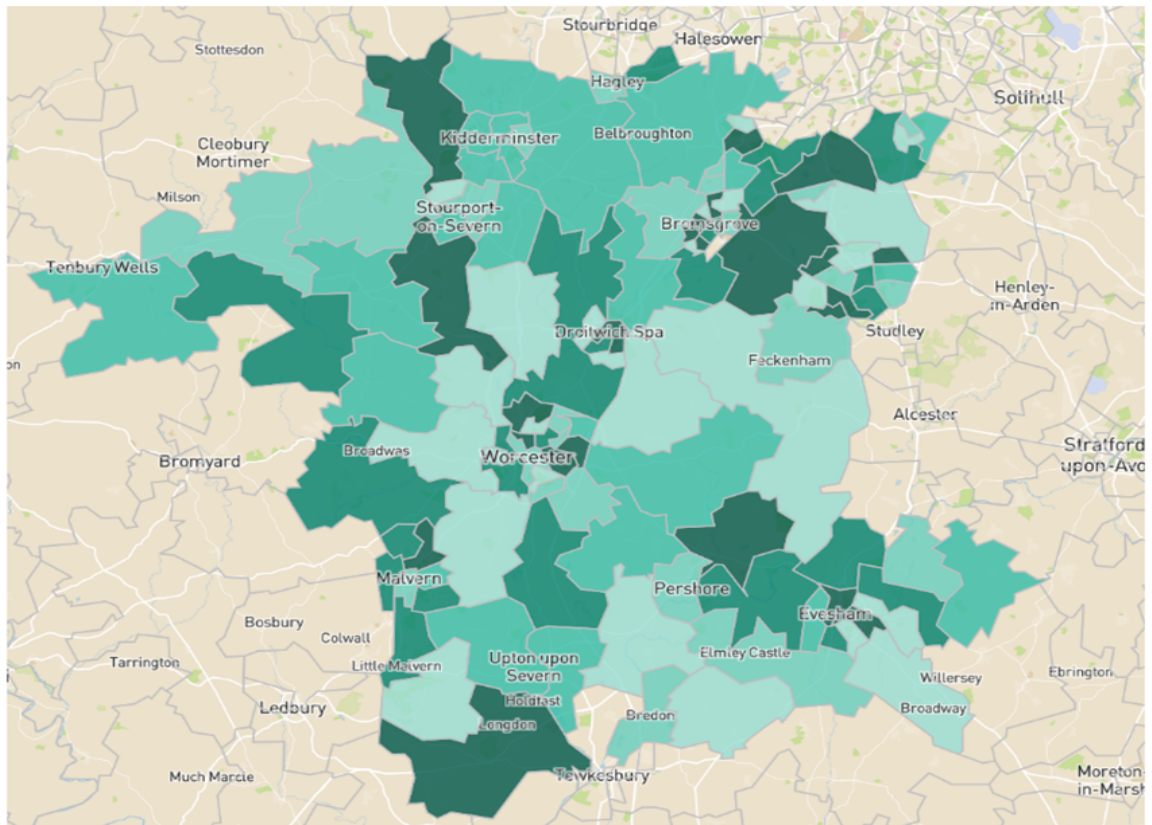 Stourbridge
Halesowen
Stottesdon
Hagley
Solihull
Cleobury
Mortimer
Kidderminster
Belbroughton
Milson
Stourport-
on-Severn
Bromsgrove
Tenbury Wells
Henley-
in-Arden
Droitwich Spa
Studley
Feckenham
on
Alcester
Broadwas
Worcester
Bromyard
Stratford
upon-Avo
Malvern
Pershore
Evesham
Bosbury
Colwall
Tarrington
Little Malvern
Upton upon
Severn
Elmley Castle
Willersey
Ebrington
Ledbury
Holdfast
Longdon
Bredon
Broadway
Much Marcle
Tewkesbury
Moreton-
in-Marsh